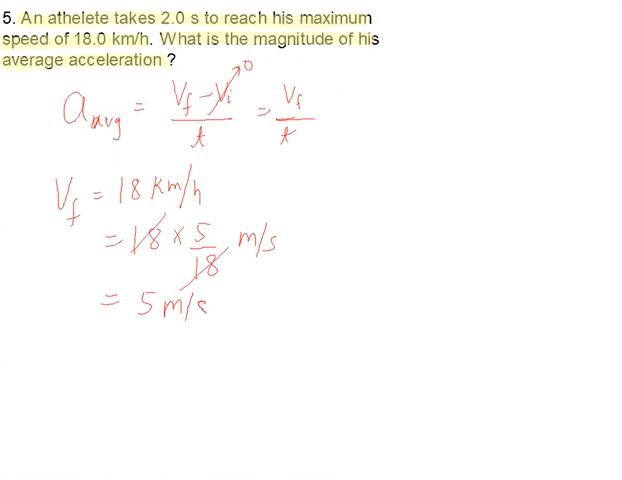 5. An athelete takes 2.0 s to reach his maximum
speed of 18.0 km/h. What is the magnitude of his
average acceleration ?
a_avg = (V_f - V_i → 0) / t = V_f / t
V_f = 18 Km/h
= 18 × 5/18 m/s
= 5 m/s